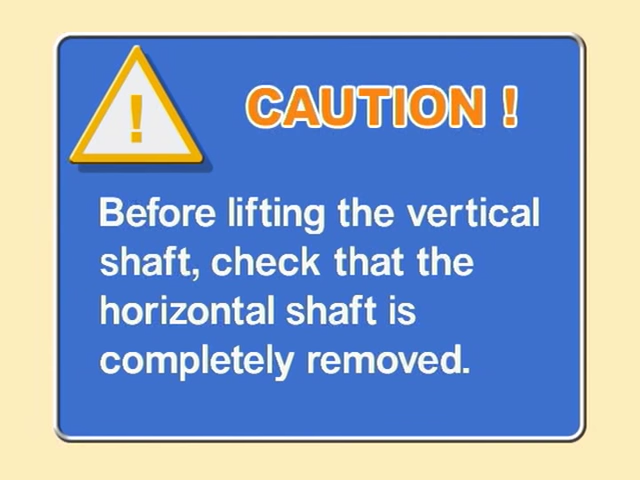 CAUTION !
Before lifting the vertical
shaft, check that the
horizontal shaft is
completely removed.